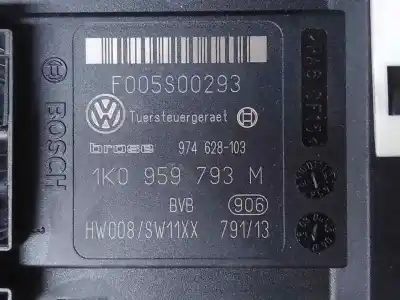 F005S00293
Tuersteuergeraet
brose 974 628-103
1K0 959 793 M
BVB 906
HW008/SW11XX 791/13
BOSCH